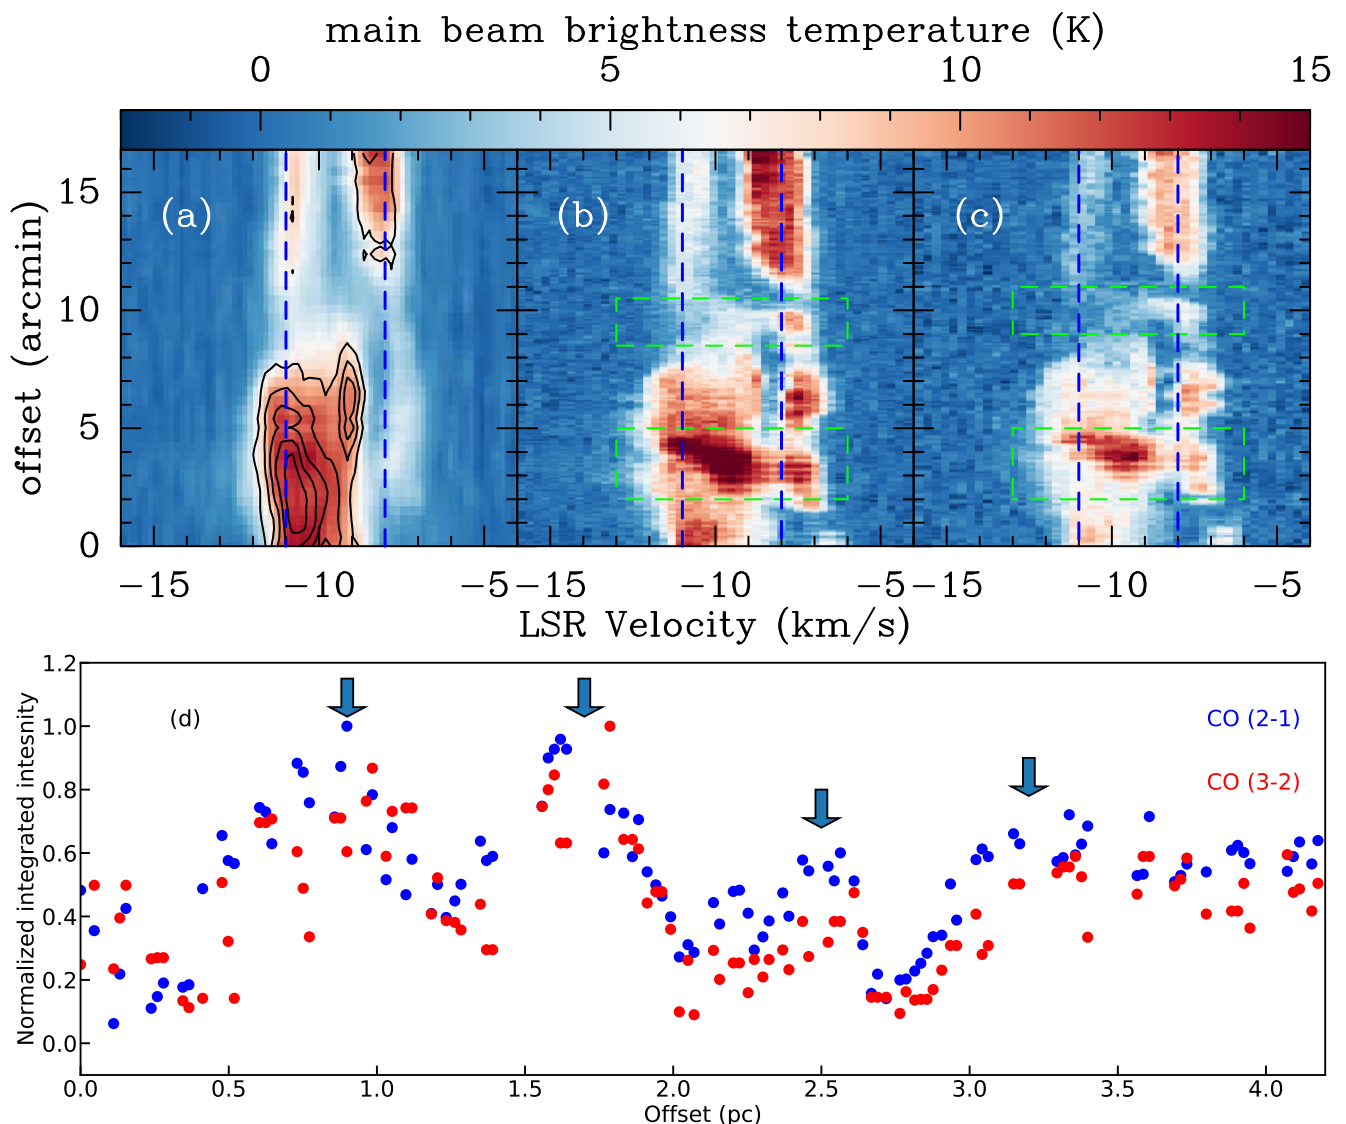 main beam brightness temperature (K)
0 5 10 15
(a) (b) (c)
offset (arcmin)
15
10
5
0
−15 −10 −5 −15 −10 −5 −15 −10 −5
LSR Velocity (km/s)
(d)
CO (2-1)
CO (3-2)
Normalized integrated intesnity
1.2
1.0
0.8
0.6
0.4
0.2
0.0
0.0 0.5 1.0 1.5 2.0 2.5 3.0 3.5 4.0
Offset (pc)